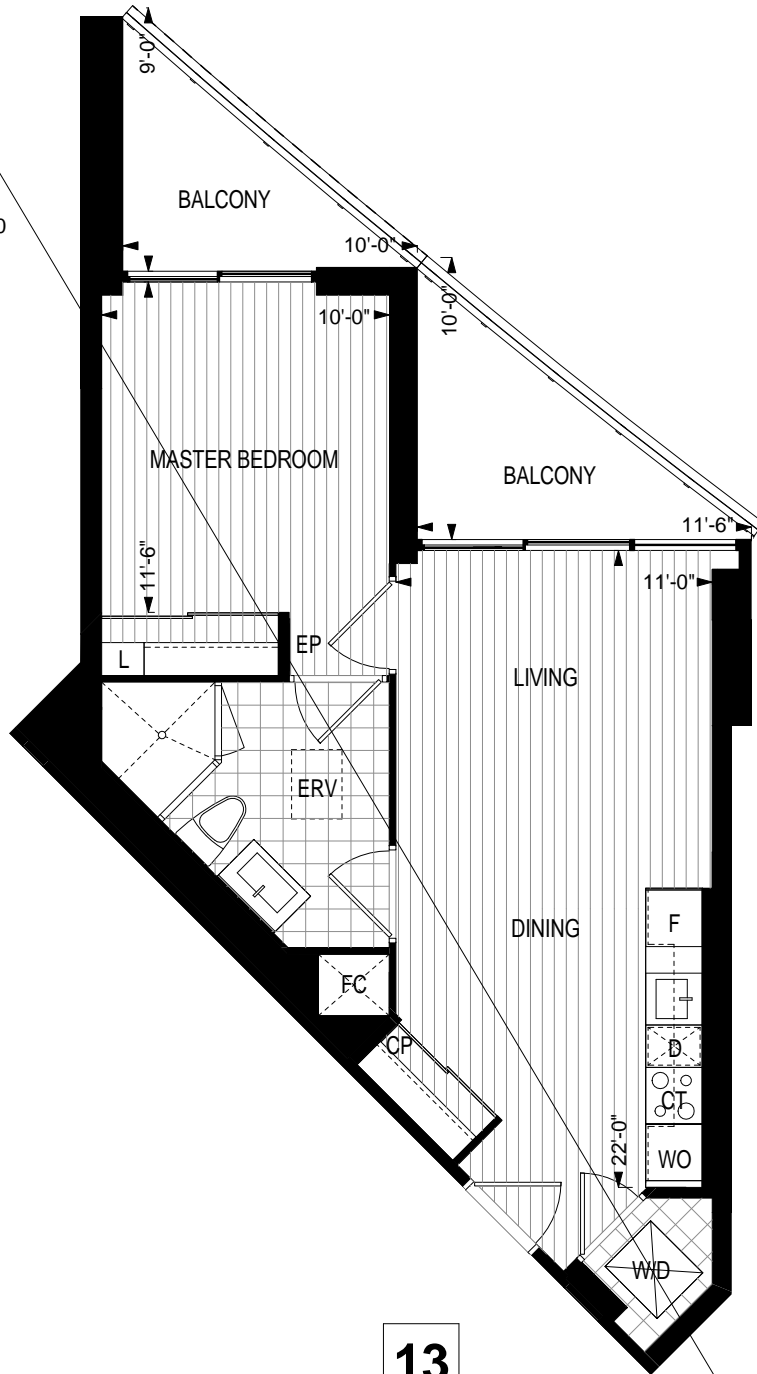 9'-0"
BALCONY
0
10'-0"
10'-0"
10'-0"
MASTER BEDROOM
BALCONY
11'-6"
11'-6"
11'-0"
EP
L
LIVING
ERV
F
DINING
FC
D
CP
CT
22'-0"
WO
W/D
13